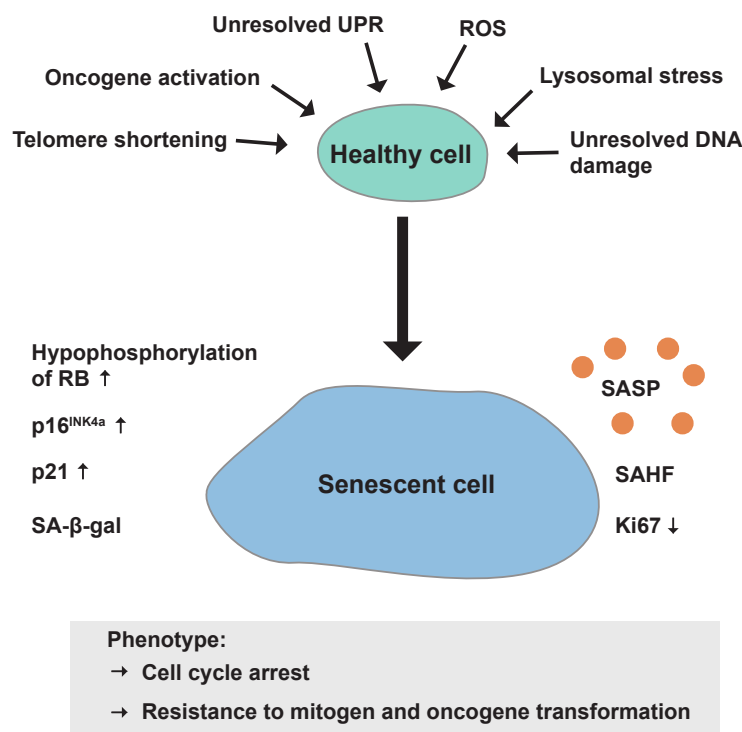 Unresolved UPR
ROS
Oncogene activation
Lysosomal stress
Telomere shortening
Unresolved DNA
damage
Healthy cell
Hypophosphorylation
of RB ↑
p16INK4a ↑
p21 ↑
SA-β-gal
Senescent cell
SASP
SAHF
Ki67 ↓
Phenotype:
→ Cell cycle arrest
→ Resistance to mitogen and oncogene transformation